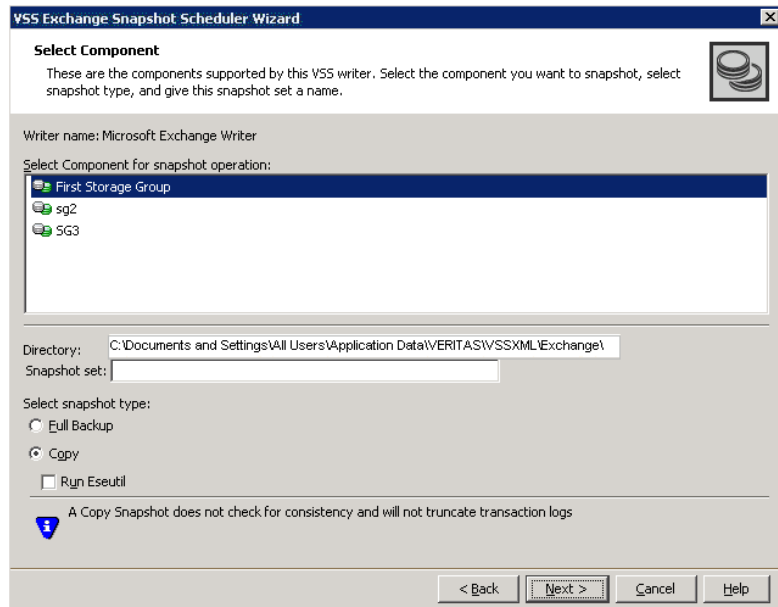 VSS Exchange Snapshot Scheduler Wizard
Select Component
These are the components supported by this VSS writer. Select the component you want to snapshot, select
snapshot type, and give this snapshot set a name.
Writer name: Microsoft Exchange Writer
Select Component for snapshot operation:
First Storage Group
sg2
SG3
Directory: C:\Documents and Settings\All Users\Application Data\VERITAS\VSSXML\Exchange\
Snapshot set:
Select snapshot type:
Full Backup
Copy
Run Eseutil
A Copy Snapshot does not check for consistency and will not truncate transaction logs
< Back Next > Cancel Help